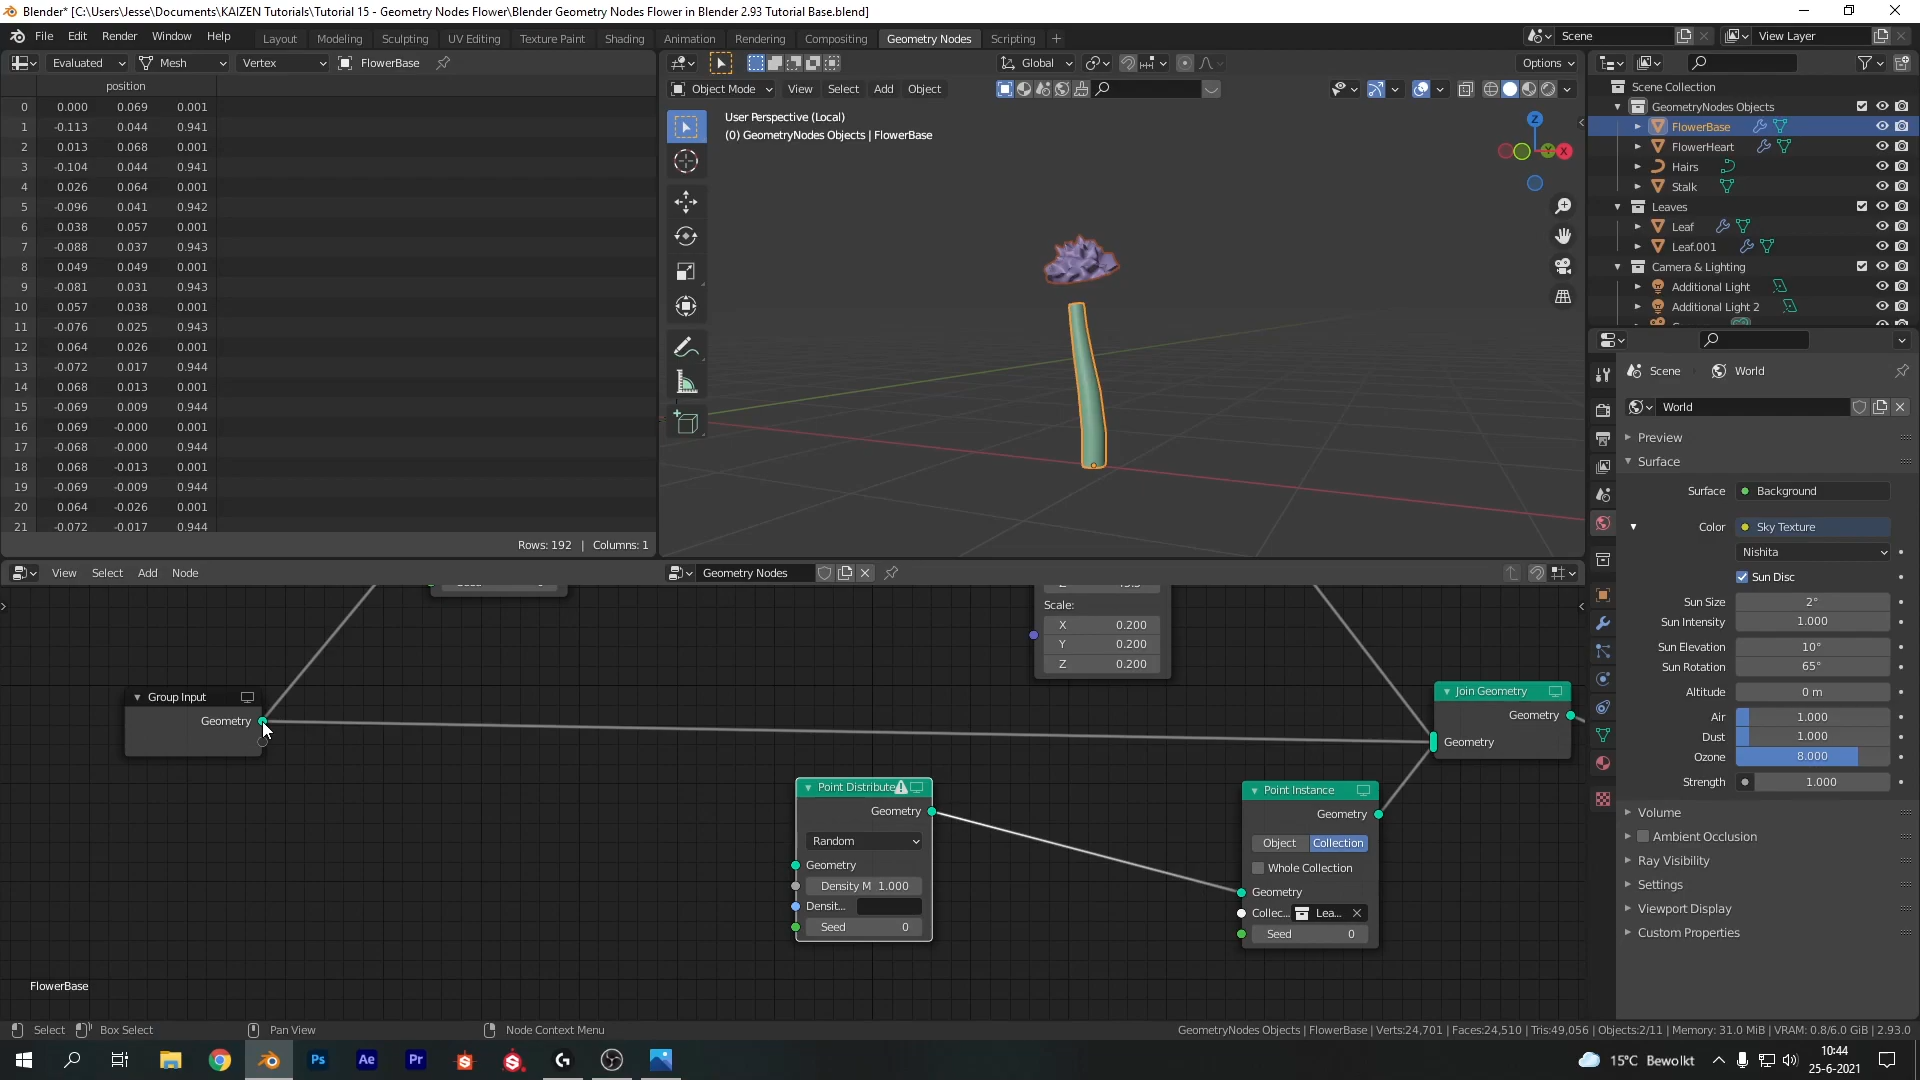 Blender* [C:\Users\Jesse\Documents\KAIZEN Tutorials\Tutorial 15 - Geometry Nodes Flower\Blender Geometry Nodes Flower in Blender 2.93 Tutorial Base.blend]
File Edit Render Window Help Layout Modeling Sculpting UV Editing Texture Paint Shading Animation Rendering Compositing Geometry Nodes Scripting + Scene View Layer
Evaluated Mesh Vertex FlowerBase Global Options
Object Mode View Select Add Object
position
0 0.000 0.069 0.001
1 -0.113 0.044 0.941
2 0.013 0.068 0.001
3 -0.104 0.044 0.941
4 0.026 0.064 0.001
5 -0.096 0.041 0.942
6 0.038 0.057 0.001
7 -0.088 0.037 0.943
8 0.049 0.049 0.001
9 -0.081 0.031 0.943
10 0.057 0.038 0.001
11 -0.076 0.025 0.943
12 0.064 0.026 0.001
13 -0.072 0.017 0.944
14 0.068 0.013 0.001
15 -0.069 0.009 0.944
16 0.069 -0.000 0.001
17 -0.068 -0.000 0.944
18 0.068 -0.013 0.001
19 -0.069 -0.009 0.944
20 0.064 -0.026 0.001
21 -0.072 -0.017 0.944
Rows: 192 | Columns: 1
User Perspective (Local)
(0) GeometryNodes Objects | FlowerBase
Z
Y
X
Scene Collection
GeometryNodes Objects
FlowerBase
FlowerHeart
Hairs
Stalk
Leaves
Leaf
Leaf.001
Camera & Lighting
Additional Light
Additional Light 2
Scene World
World
Preview
Surface
Surface Background
Color Sky Texture
Nishita
Sun Disc
Sun Size 2°
Sun Intensity 1.000
Sun Elevation 10°
Sun Rotation 65°
Altitude 0 m
Air 1.000
Dust 1.000
Ozone 8.000
Strength 1.000
Volume
Ambient Occlusion
Ray Visibility
Settings
Viewport Display
Custom Properties
View Select Add Node Geometry Nodes
Scale:
X 0.200
Y 0.200
Z 0.200
Group Input
Geometry
Join Geometry
Geometry
Geometry
Point Distribute
Geometry
Random
Geometry
Density M 1.000
Densit...
Seed 0
Point Instance
Geometry
Object Collection
Whole Collection
Geometry
Collec... Lea...
Seed 0
FlowerBase
Select Box Select Pan View Node Context Menu GeometryNodes Objects | FlowerBase | Verts:24,701 | Faces:24,510 | Tris:49,056 | Objects:2/11 | Memory: 31.0 MiB | VRAM: 0.8/6.0 GiB | 2.93.0
Ps Ae Pr 15°C Bewolkt 10:44
25-6-2021